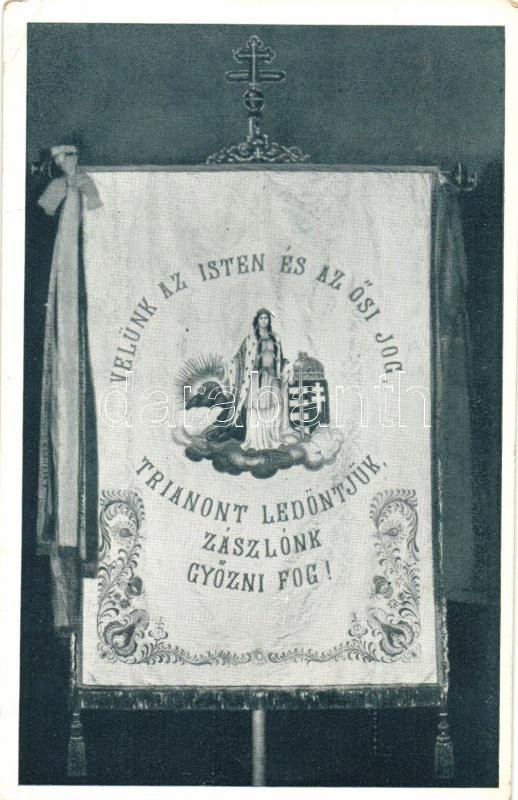 VELÜNK AZ ISTEN ÉS AZ ŐSI JOG,
darabanth
TRIANONT LEDÖNTJÜK,
ZÁSZLÓNK
GYŐZNI FOG!